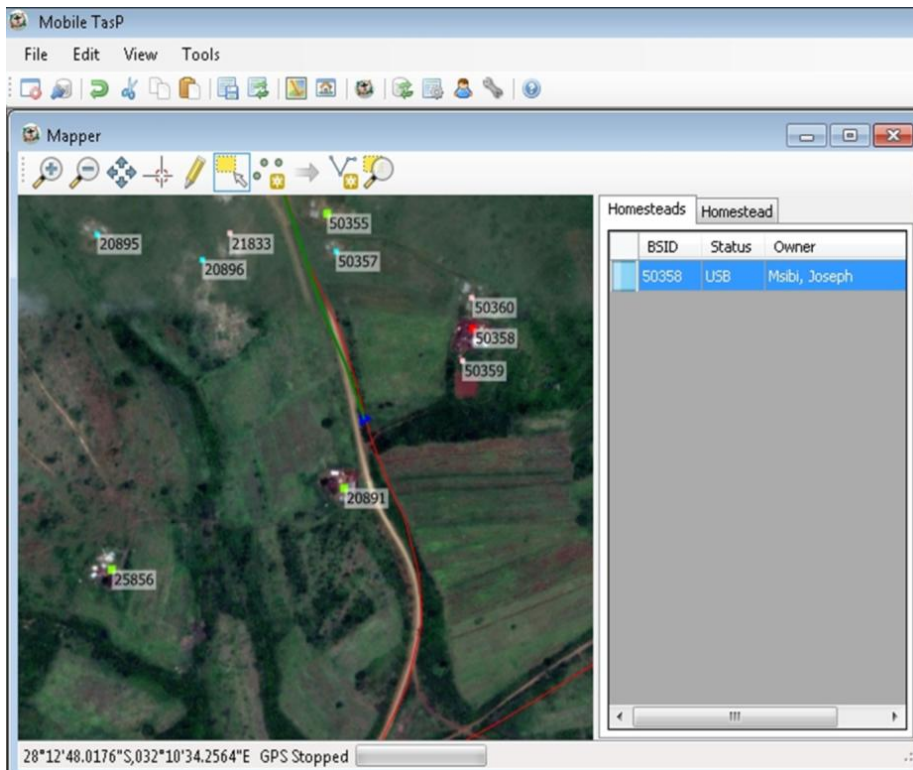 Mobile TasP
File Edit View Tools
Mapper
Homesteads Homestead
BSID Status Owner
50358 USB Msibi, Joseph
50355
20895
21833
20896
50357
50360
50358
50359
20891
25856
28°12'48.0176"S,032°10'34.2564"E GPS Stopped